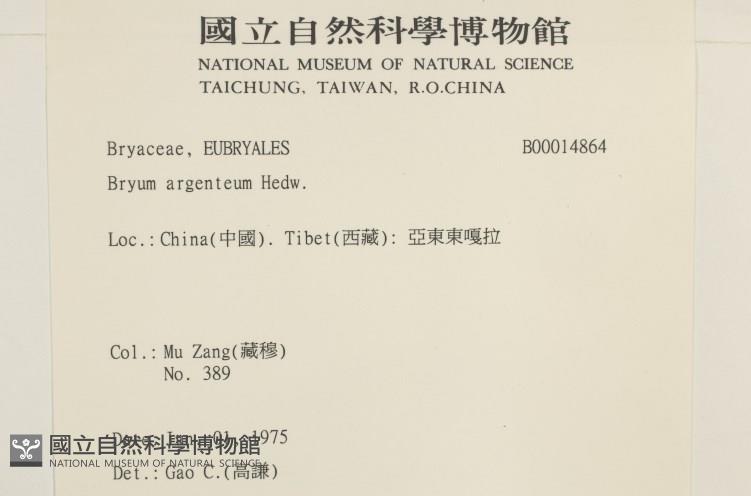 國立自然科學博物館
NATIONAL MUSEUM OF NATURAL SCIENCE
TAICHUNG, TAIWAN, R.O.CHINA
Bryaceae, EUBRYALES B00014864
Bryum argenteum Hedw.
Loc.: China(中國). Tibet(西藏): 亞東東嘎拉
Col.: Mu Zang(藏穆)
No. 389
Date: 01, 1975
國立自然科學博物館
NATIONAL MUSEUM OF NATURAL SCIENCE
Det.: Gao C.(高謙)